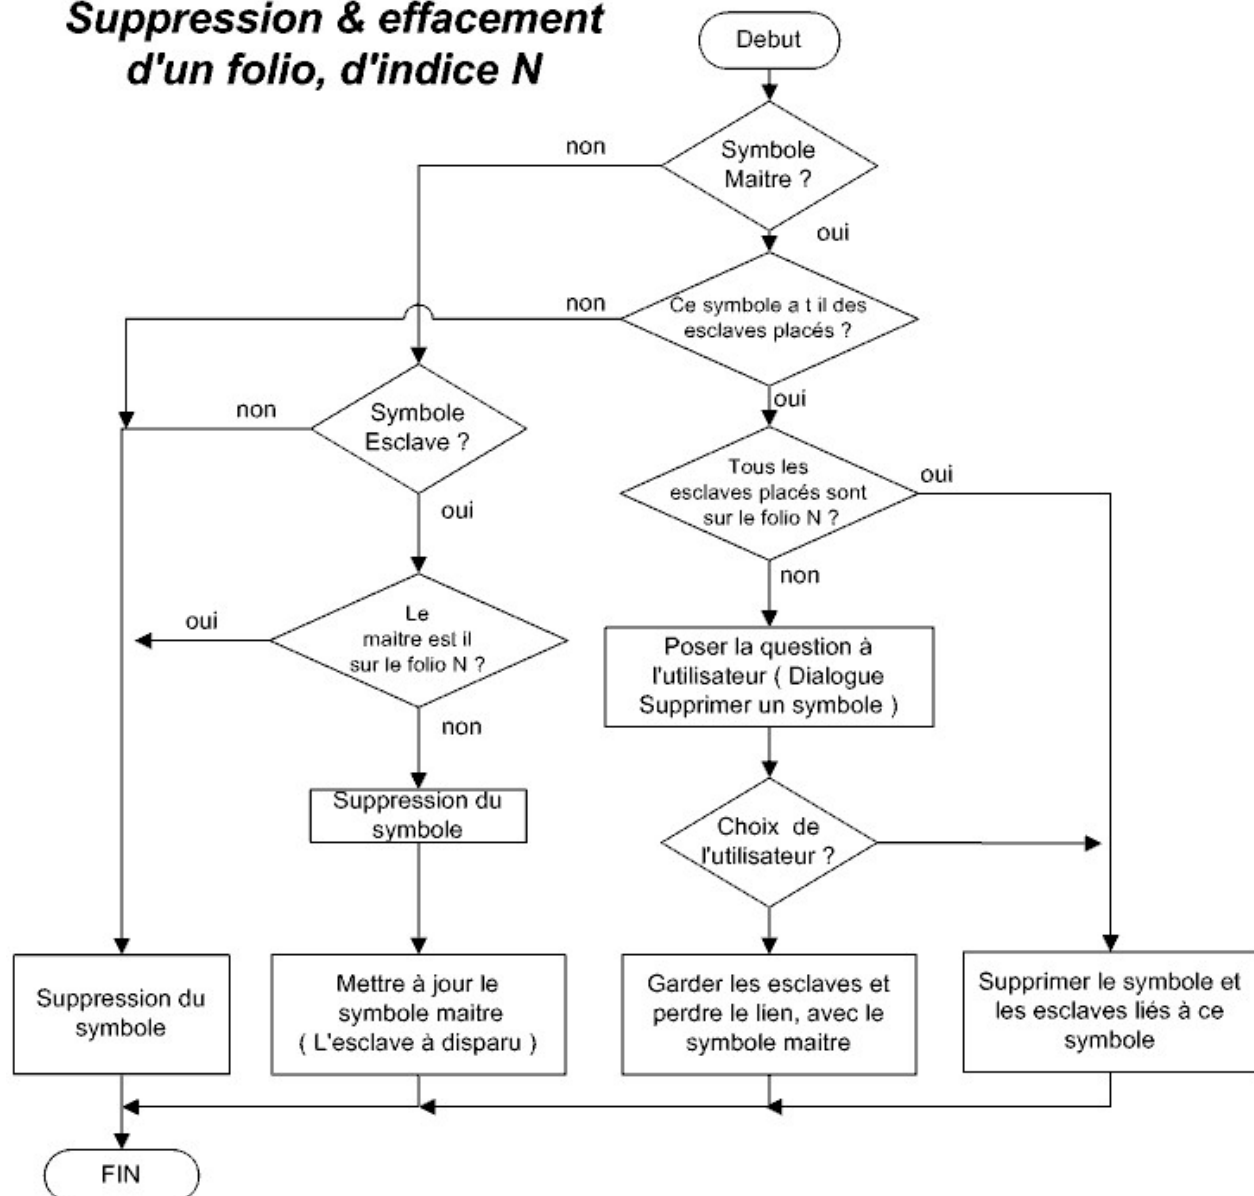 Suppression & effacement
d'un folio, d'indice N
Debut
non
Symbole
Maitre ?
oui
non
Ce symbole a t il des
esclaves placés ?
oui
non
Symbole
Esclave ?
oui
Tous les
esclaves placés sont
sur le folio N ?
oui
non
oui
Le
maitre est il
sur le folio N ?
non
Poser la question à
l'utilisateur ( Dialogue
Supprimer un symbole )
Suppression du
symbole
Choix de
l'utilisateur ?
Suppression du
symbole
Mettre à jour le
symbole maitre
( L'esclave à disparu )
Garder les esclaves et
perdre le lien, avec le
symbole maitre
Supprimer le symbole et
les esclaves liés à ce
symbole
FIN